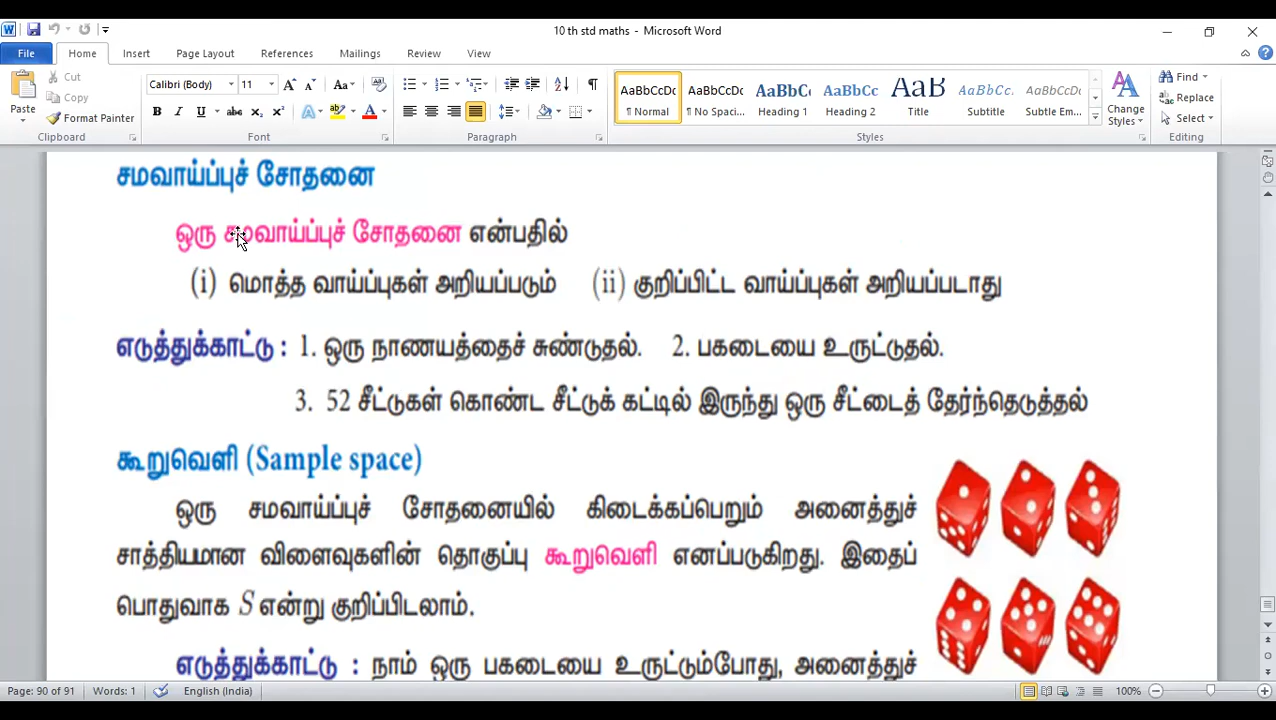 10 th std maths - Microsoft Word
File Home Insert Page Layout References Mailings Review View
Cut
Copy
Format Painter
Paste
Calibri (Body) 11
AaBbCcDc AaBbCcDc AaBbCc AaBbCc AaB AaBbCc. AaBbCcDc
¶ Normal ¶ No Spaci... Heading 1 Heading 2 Title Subtitle Subtle Em...
Change Styles
Find
Replace
Select
Clipboard Font Paragraph Styles Editing
சமவாய்ப்புச் சோதனை
ஒரு சமவாய்ப்புச் சோதனை என்பதில்
(i) மொத்த வாய்ப்புகள் அறியப்படும் (ii) குறிப்பிட்ட வாய்ப்புகள் அறியப்படாது
எடுத்துக்காட்டு : 1. ஒரு நாணயத்தைச் சுண்டுதல். 2. பகடையை உருட்டுதல்.
3. 52 சீட்டுகள் கொண்ட சீட்டுக் கட்டில் இருந்து ஒரு சீட்டைத் தேர்ந்தெடுத்தல்
கூறுவெளி (Sample space)
ஒரு சமவாய்ப்புச் சோதனையில் கிடைக்கப்பெறும் அனைத்துச்
சாத்தியமான விளைவுகளின் தொகுப்பு கூறுவெளி எனப்படுகிறது. இதைப்
பொதுவாக S என்று குறிப்பிடலாம்.
எடுத்துக்காட்டு : நாம் ஒரு பகடையை உருட்டும்போது, அனைத்துச்
Page: 90 of 91 Words: 1 English (India) 100%